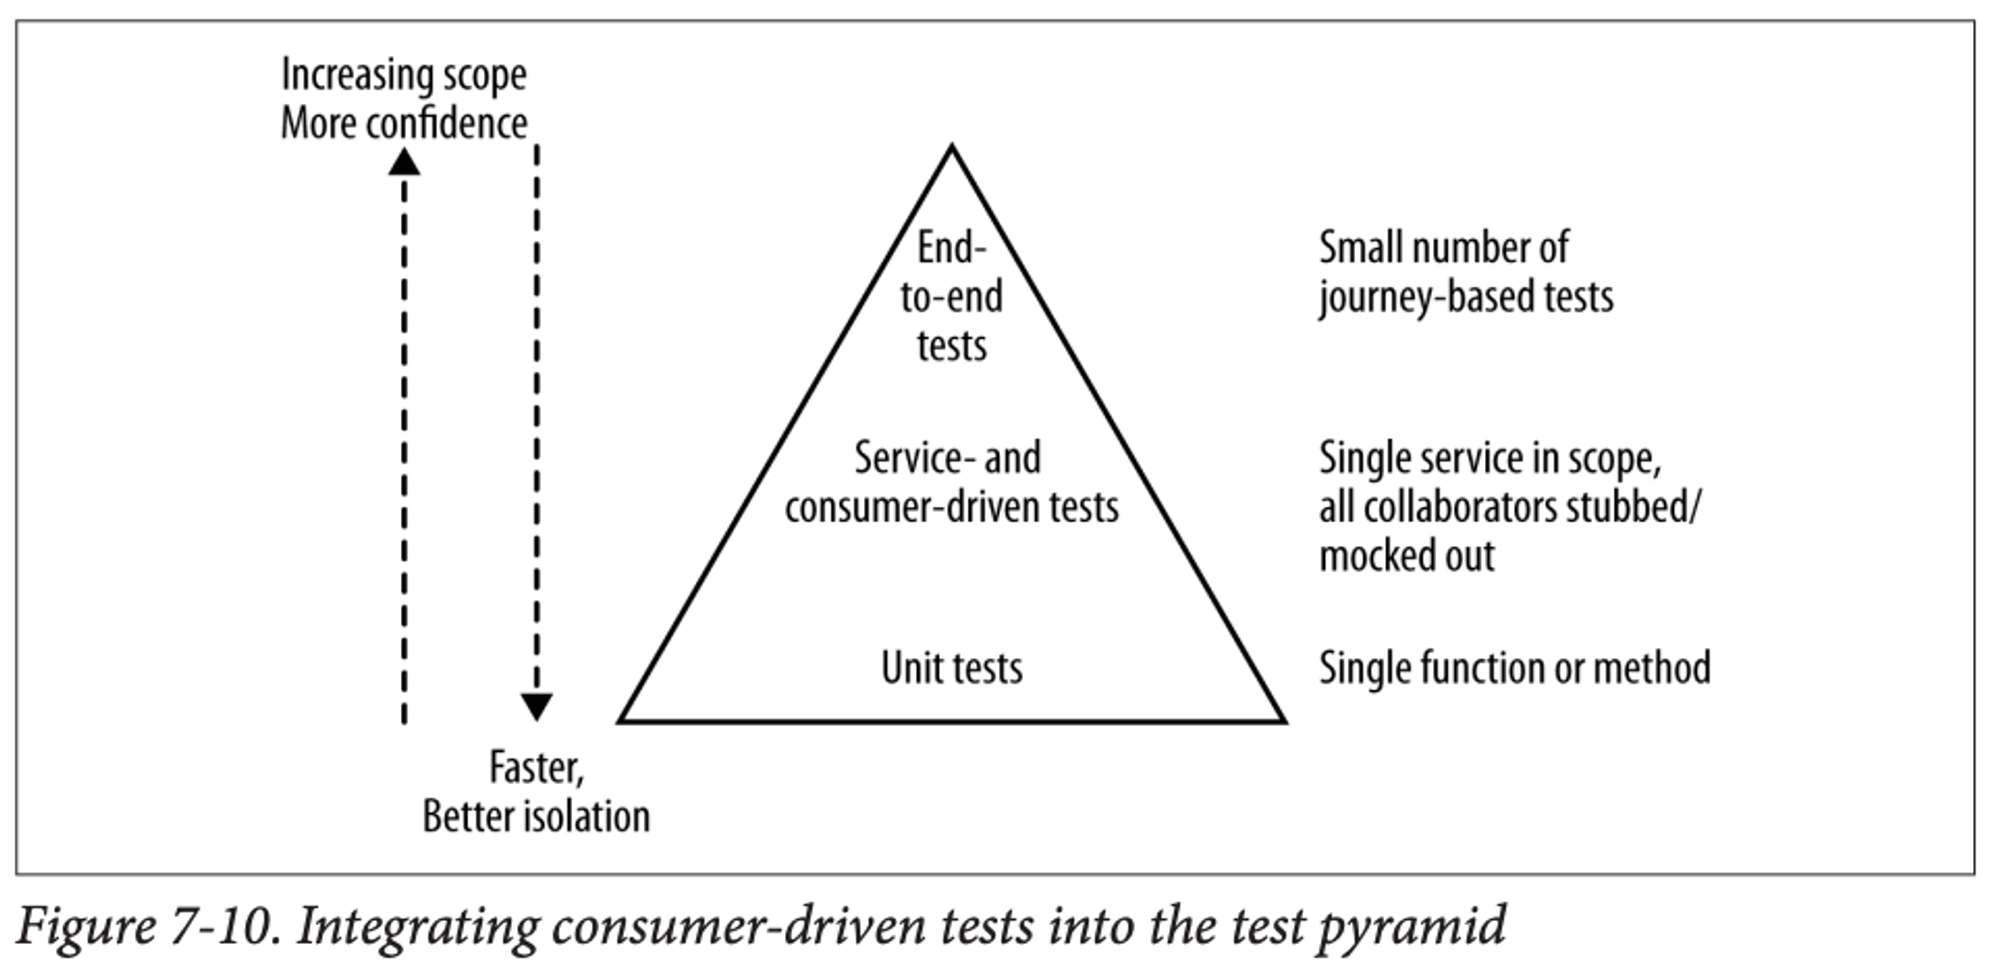 Increasing scope
More confidence
End-
to-end
tests
Small number of
journey-based tests
Service- and
consumer-driven tests
Single service in scope,
all collaborators stubbed/
mocked out
Unit tests
Single function or method
Faster,
Better isolation
Figure 7-10. Integrating consumer-driven tests into the test pyramid